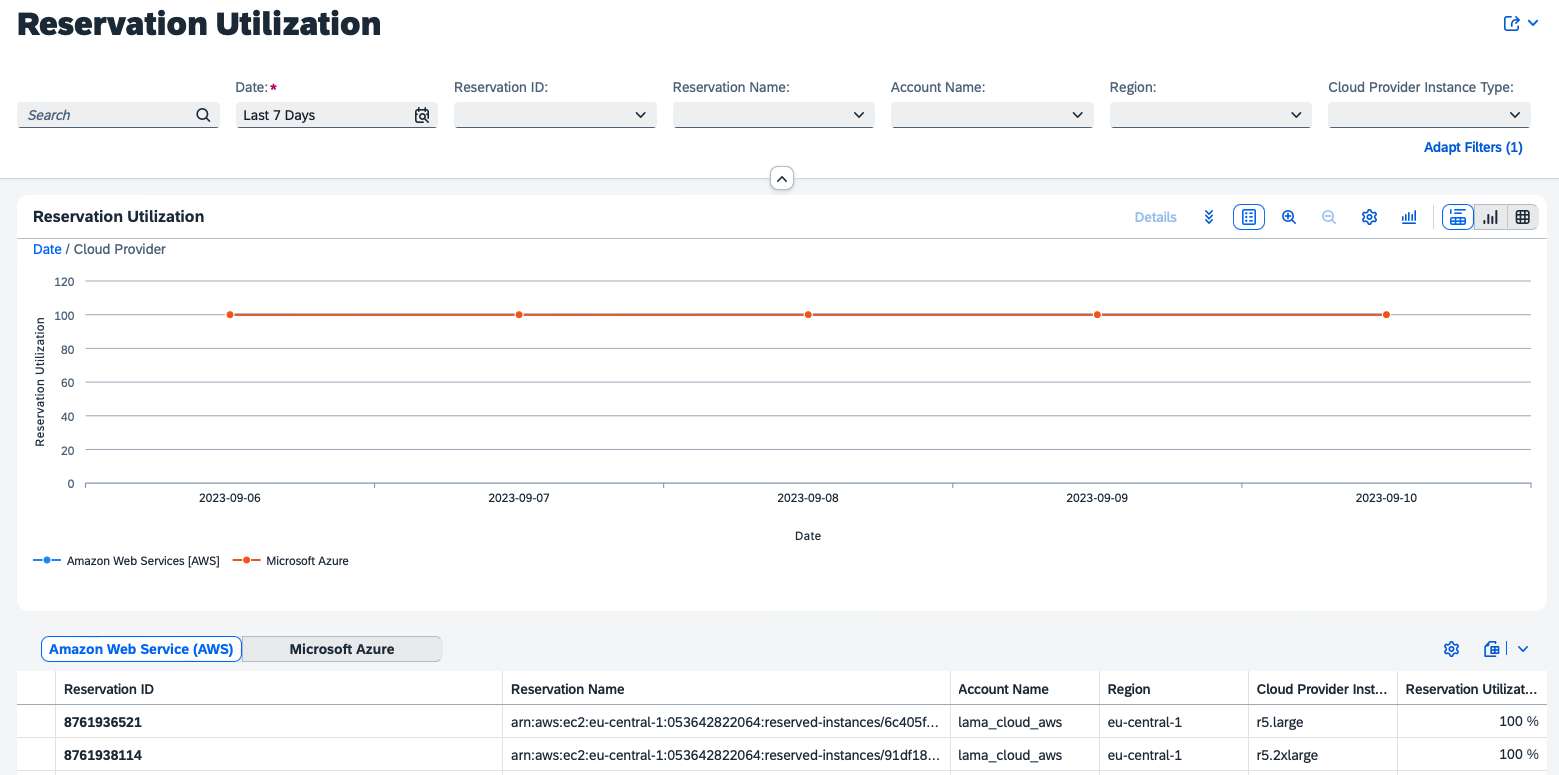 Reservation Utilization
Date:*
Reservation ID:
Reservation Name:
Account Name:
Region:
Cloud Provider Instance Type:
Search
Last 7 Days
Adapt Filters (1)
Reservation Utilization
Details
Date / Cloud Provider
Reservation Utilization
120
100
80
60
40
20
0
2023-09-06 2023-09-07 2023-09-08 2023-09-09 2023-09-10
Date
Amazon Web Services [AWS] Microsoft Azure
Amazon Web Service (AWS) Microsoft Azure
Reservation ID Reservation Name Account Name Region Cloud Provider Inst... Reservation Utilizat...
8761936521 arn:aws:ec2:eu-central-1:053642822064:reserved-instances/6c405f... lama_cloud_aws eu-central-1 r5.large 100 %
8761938114 arn:aws:ec2:eu-central-1:053642822064:reserved-instances/91df18... lama_cloud_aws eu-central-1 r5.2xlarge 100 %